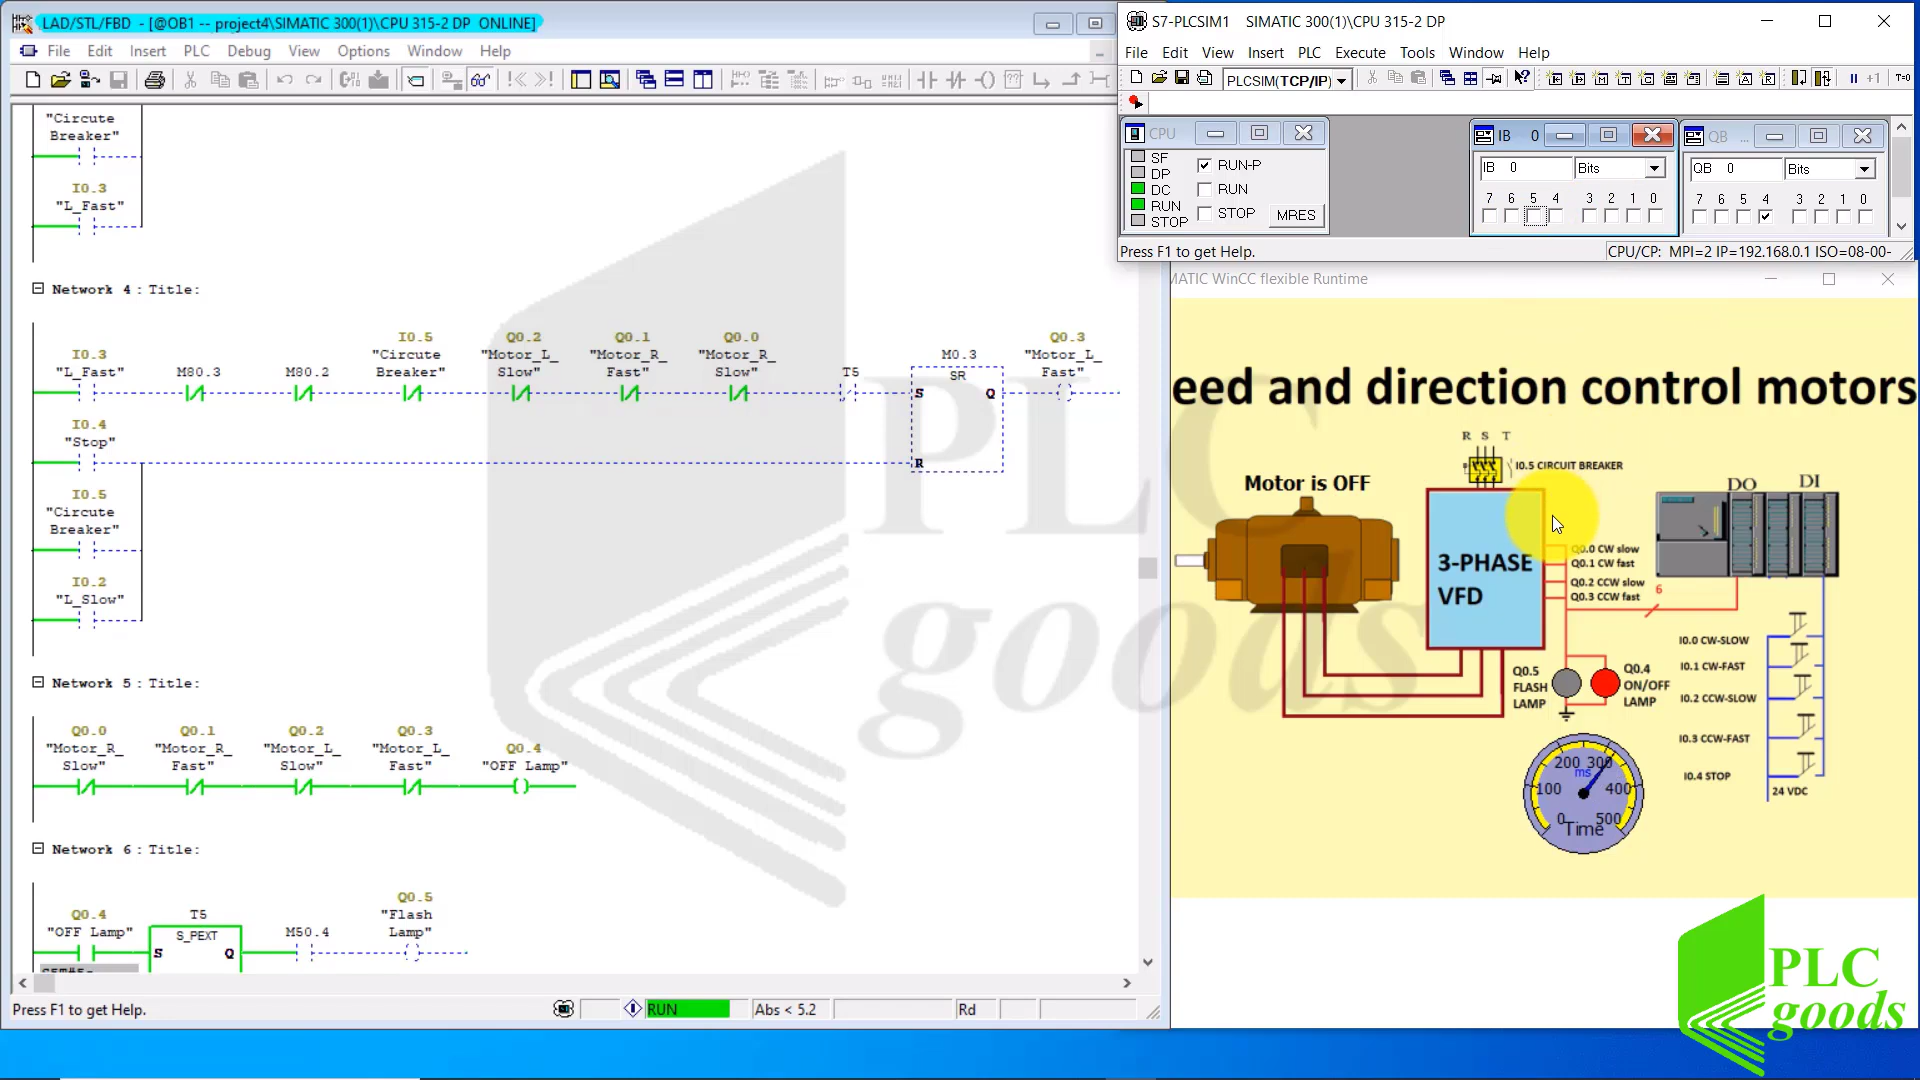 LAD/STL/FBD - [@OB1 -- project4\SIMATIC 300(1)\CPU 315-2 DP ONLINE]
File Edit Insert PLC Debug View Options Window Help
"Circute
Breaker"
I0.3
"L_Fast"
Network 4 : Title:
I0.3
"L_Fast"
M80.3
M80.2
I0.5
"Circute
Breaker"
Q0.2
"Motor_L_
Slow"
Q0.1
"Motor_R_
Fast"
Q0.0
"Motor_R_
Slow"
T5
M0.3
SR
S Q
R
Q0.3
"Motor_L_
Fast"
I0.4
"Stop"
I0.5
"Circute
Breaker"
I0.2
"L_Slow"
Network 5 : Title:
Q0.0
"Motor_R_
Slow"
Q0.1
"Motor_R_
Fast"
Q0.2
"Motor_L_
Slow"
Q0.3
"Motor_L_
Fast"
Q0.4
"OFF Lamp"
Network 6 : Title:
Q0.4
"OFF Lamp"
T5
S_PEXT
S Q
M50.4
Q0.5
"Flash
Lamp"
Press F1 to get Help.
RUN
Abs < 5.2
Rd
S7-PLCSIM1 SIMATIC 300(1)\CPU 315-2 DP
File Edit View Insert PLC Execute Tools Window Help
PLCSIM(TCP/IP)
+1
T=0
CPU
SF
DP
DC
RUN
STOP
RUN-P
RUN
STOP
MRES
IB 0
IB 0 Bits
7 6 5 4 3 2 1 0
QB ...
QB 0 Bits
7 6 5 4 3 2 1 0
Press F1 to get Help.
CPU/CP: MPI=2 IP=192.168.0.1 ISO=08-00-
MATIC WinCC flexible Runtime
eed and direction control motors
R S T
I0.5 CIRCUIT BREAKER
Motor is OFF
3-PHASE
VFD
DO DI
Q0.0 CW slow
Q0.1 CW fast
Q0.2 CCW slow
Q0.3 CCW fast
6
I0.0 CW-SLOW
I0.1 CW-FAST
I0.2 CCW-SLOW
I0.3 CCW-FAST
I0.4 STOP
24 VDC
Q0.5
FLASH
LAMP
Q0.4
ON/OFF
LAMP
200 300
ms
100 400
0 500
Time
PLC
goods
PLC
goods